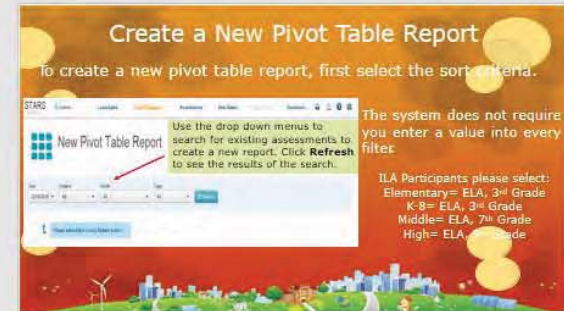 Create a New Pivot Table Report
To create a new pivot table report, first select the sort criteria.
STARS
New Pivot Table Report
Use the drop down menus to
search for existing assessments to
create a new report. Click Refresh
to see the results of the search.
The system does not require
you enter a value into every
filter.
ILA Participants please select:
Elementary= ELA, 3rd Grade
K-8= ELA, 3rd Grade
Middle= ELA, 7th Grade
High= ELA, Grade